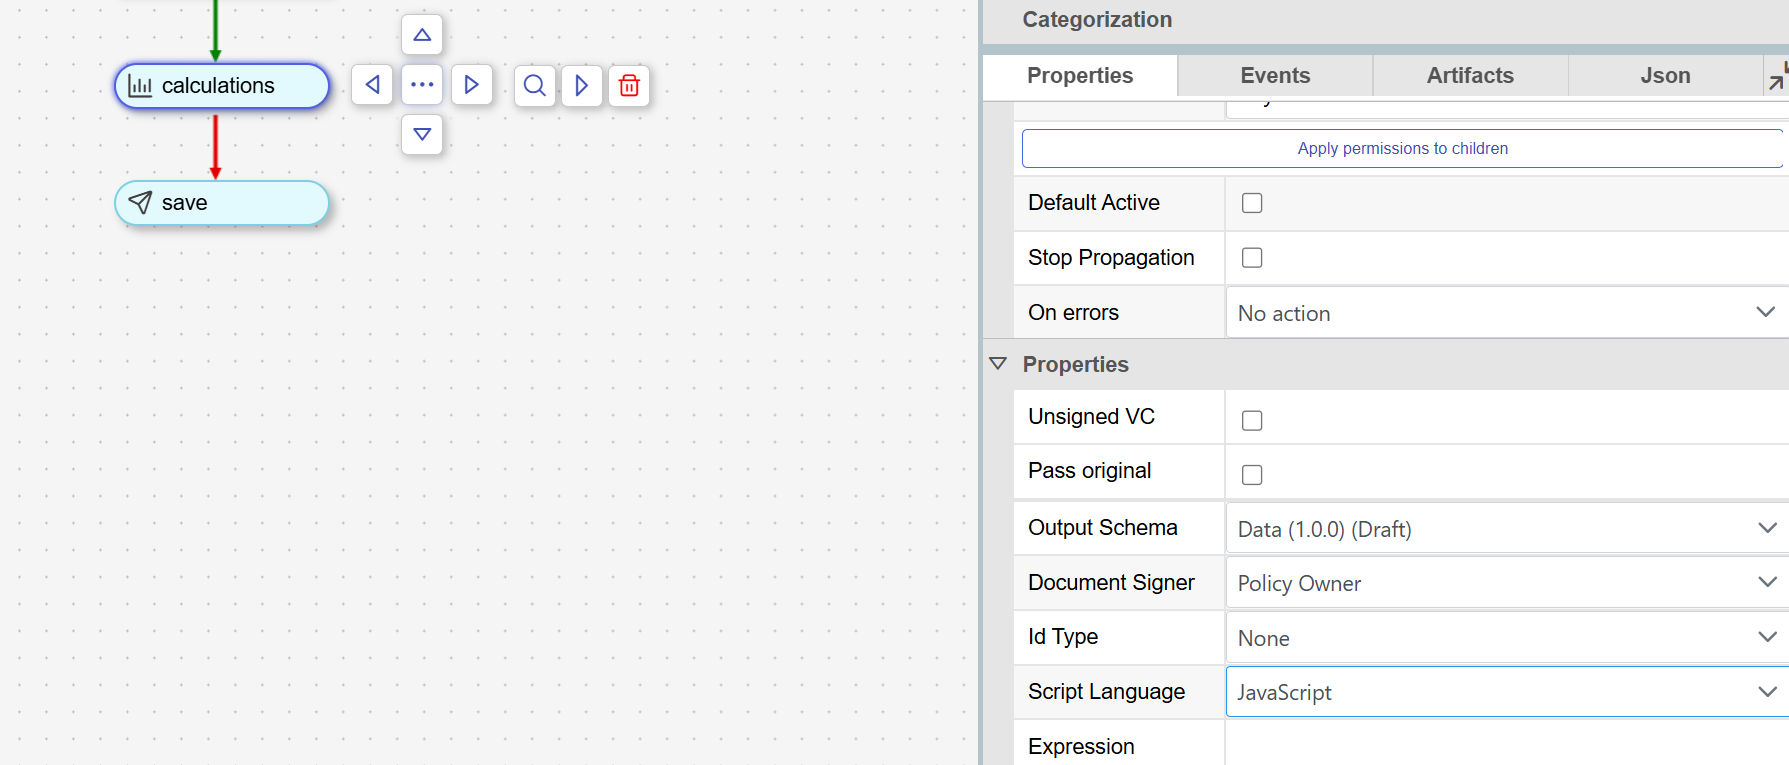 calculations
save
Categorization
Properties
Events
Artifacts
Json
Apply permissions to children
Default Active
Stop Propagation
On errors
No action
Properties
Unsigned VC
Pass original
Output Schema
Data (1.0.0) (Draft)
Document Signer
Policy Owner
Id Type
None
Script Language
JavaScript
Expression